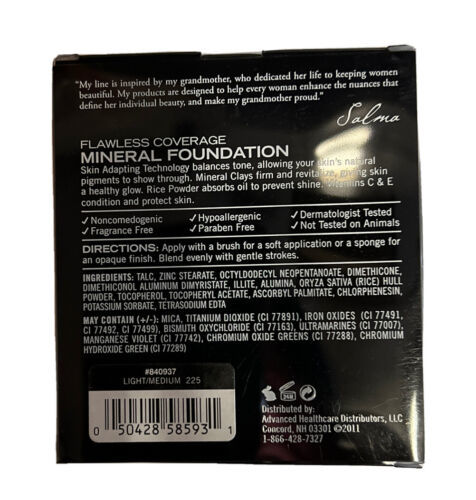 "My line is inspired by my grandmother, who dedicated her life to keeping women
beautiful. My products are designed to help every woman enhance the nuances that
define her individual beauty, and make my grandmother proud."
Salma
FLAWLESS COVERAGE
MINERAL FOUNDATION
Skin Adapting Technology balances tone, allowing your skin's natural
pigments to show through. Mineral Clays firm and revitalize, giving skin
a healthy glow. Rice Powder absorbs oil to prevent shine. Vitamins C & E
condition and protect skin.
✓ Noncomedogenic ✓ Hypoallergenic ✓ Dermatologist Tested
✓ Fragrance Free ✓ Paraben Free ✓ Not Tested on Animals
DIRECTIONS: Apply with a brush for a soft application or a sponge for
an opaque finish. Blend evenly with gentle strokes.
INGREDIENTS: TALC, ZINC STEARATE, OCTYLDODECYL NEOPENTANOATE, DIMETHICONE,
DIMETHICONOL ALUMINUM DIMYRISTATE, ILLITE, ALUMINA, ORYZA SATIVA (RICE) HULL
POWDER, TOCOPHEROL, TOCOPHERYL ACETATE, ASCORBYL PALMITATE, CHLORPHENESIN,
POTASSIUM SORBATE, TETRASODIUM EDTA
MAY CONTAIN (+/-): MICA, TITANIUM DIOXIDE (CI 77891), IRON OXIDES (CI 77491,
CI 77492, CI 77499), BISMUTH OXYCHLORIDE (CI 77163), ULTRAMARINES (CI 77007),
MANGANESE VIOLET (CI 77742), CHROMIUM OXIDE GREENS (CI 77288), CHROMIUM
HYDROXIDE GREEN (CI 77289)
#840937
LIGHT/MEDIUM 225
0 50428 58593 1
24M
Distributed by:
Advanced Healthcare Distributors, LLC
Concord, NH 03301 ©2011
1-866-428-7327